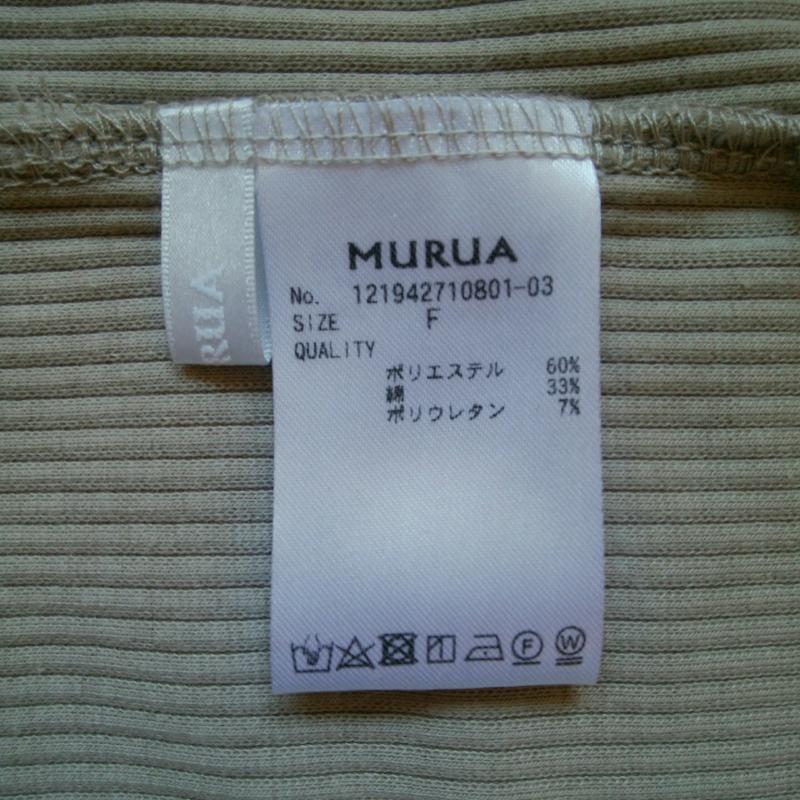 RUA
MURUA
No. 121942710801-03
SIZE F
QUALITY
ポリエステル 60%
綿 33%
ポリウレタン 7%
F W